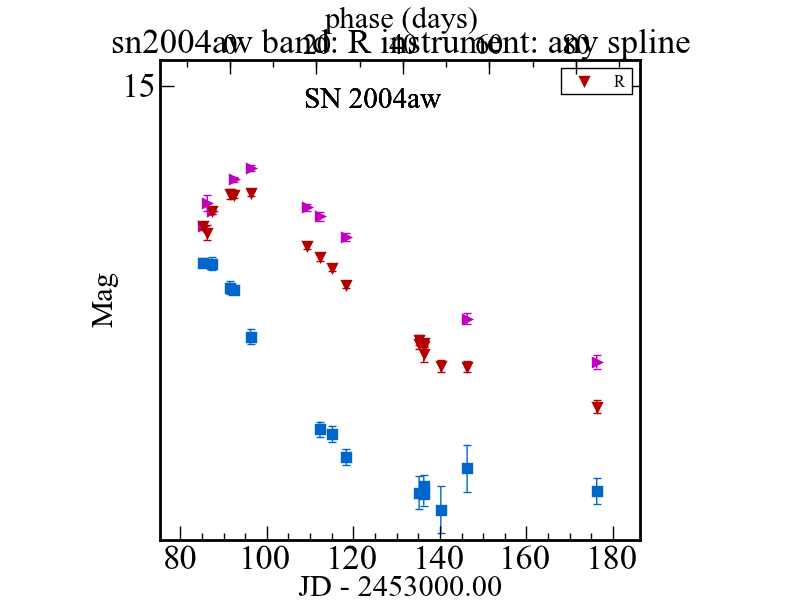 phase (days)
sn2004aw band: R instrument: any spline
0 20 40 60 80
15
SN 2004aw
R
Mag
80 100 120 140 160 180
JD - 2453000.00